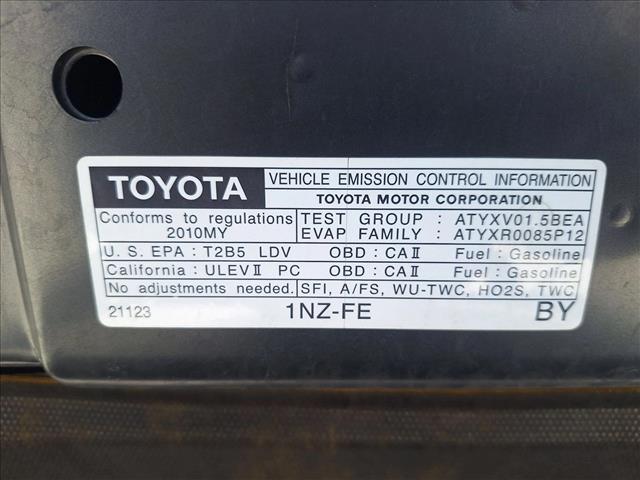 TOYOTA
VEHICLE EMISSION CONTROL INFORMATION
TOYOTA MOTOR CORPORATION
Conforms to regulations
2010MY
TEST GROUP : ATYXV01.5BEA
EVAP FAMILY : ATYXR0085P12
U. S. EPA : T2B5 LDV OBD : CAⅡ Fuel : Gasoline
California : ULEVⅡ PC OBD : CAⅡ Fuel : Gasoline
No adjustments needed. SFI, A/FS, WU-TWC, HO2S, TWC
21123 1NZ-FE BY